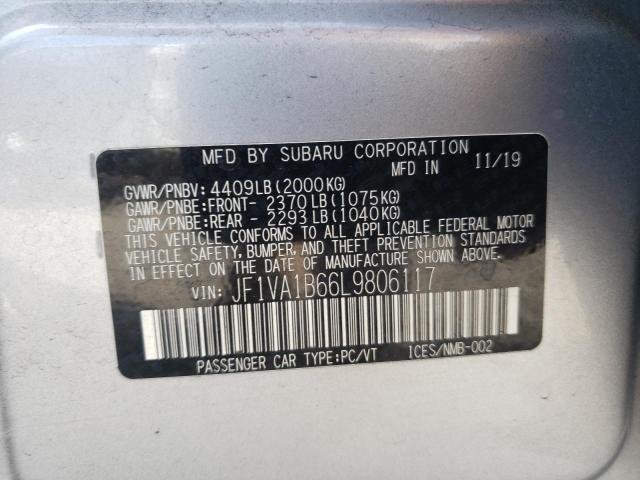 MFD BY SUBARU CORPORATION
MFD IN 11/19
GVWR/PNBV: 4409LB(2000KG)
GAWR/PNBE:FRONT- 2370LB(1075KG)
GAWR/PNBE:REAR - 2293LB(1040KG)
THIS VEHICLE CONFORMS TO ALL APPLICABLE FEDERAL MOTOR
VEHICLE SAFETY, BUMPER, AND THEFT PREVENTION STANDARDS
IN EFFECT ON THE DATE OF MANUFACTURE SHOWN ABOVE.
VIN: JF1VA1B66L9806117
PASSENGER CAR TYPE:PC/VT ICES/NMB-002